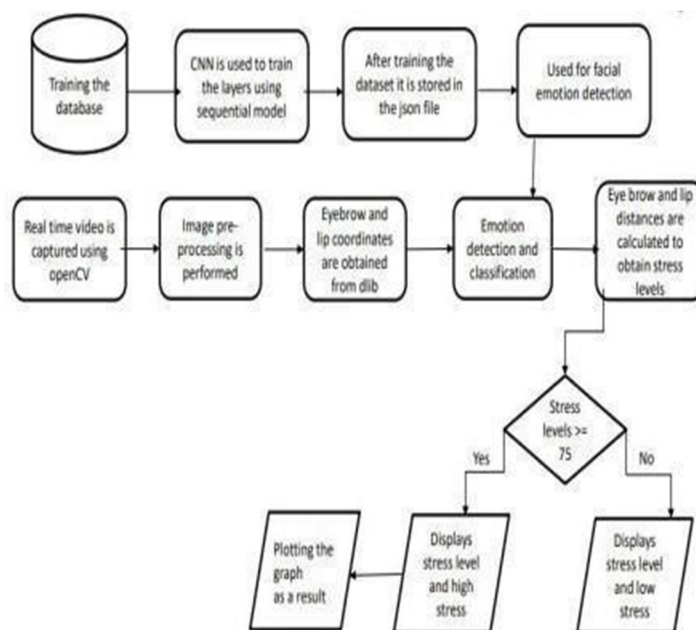 Training the
database
CNN is used to train
the layers using
sequential model
After training the
dataset it is stored in
the json file
Used for facial
emotion detection
Real time video is
captured using
openCV
Image pre-
processing is
performed
Eyebrow and
lip coordinates
are obtained
from dlib
Emotion
detection and
classification
Eye brow and lip
distances are
calculated to
obtain stress
levels
Stress
levels >=
75
Yes
No
Plotting the
graph
as a result
Displays
stress level
and high
stress
Displays
stress level
and low
stress